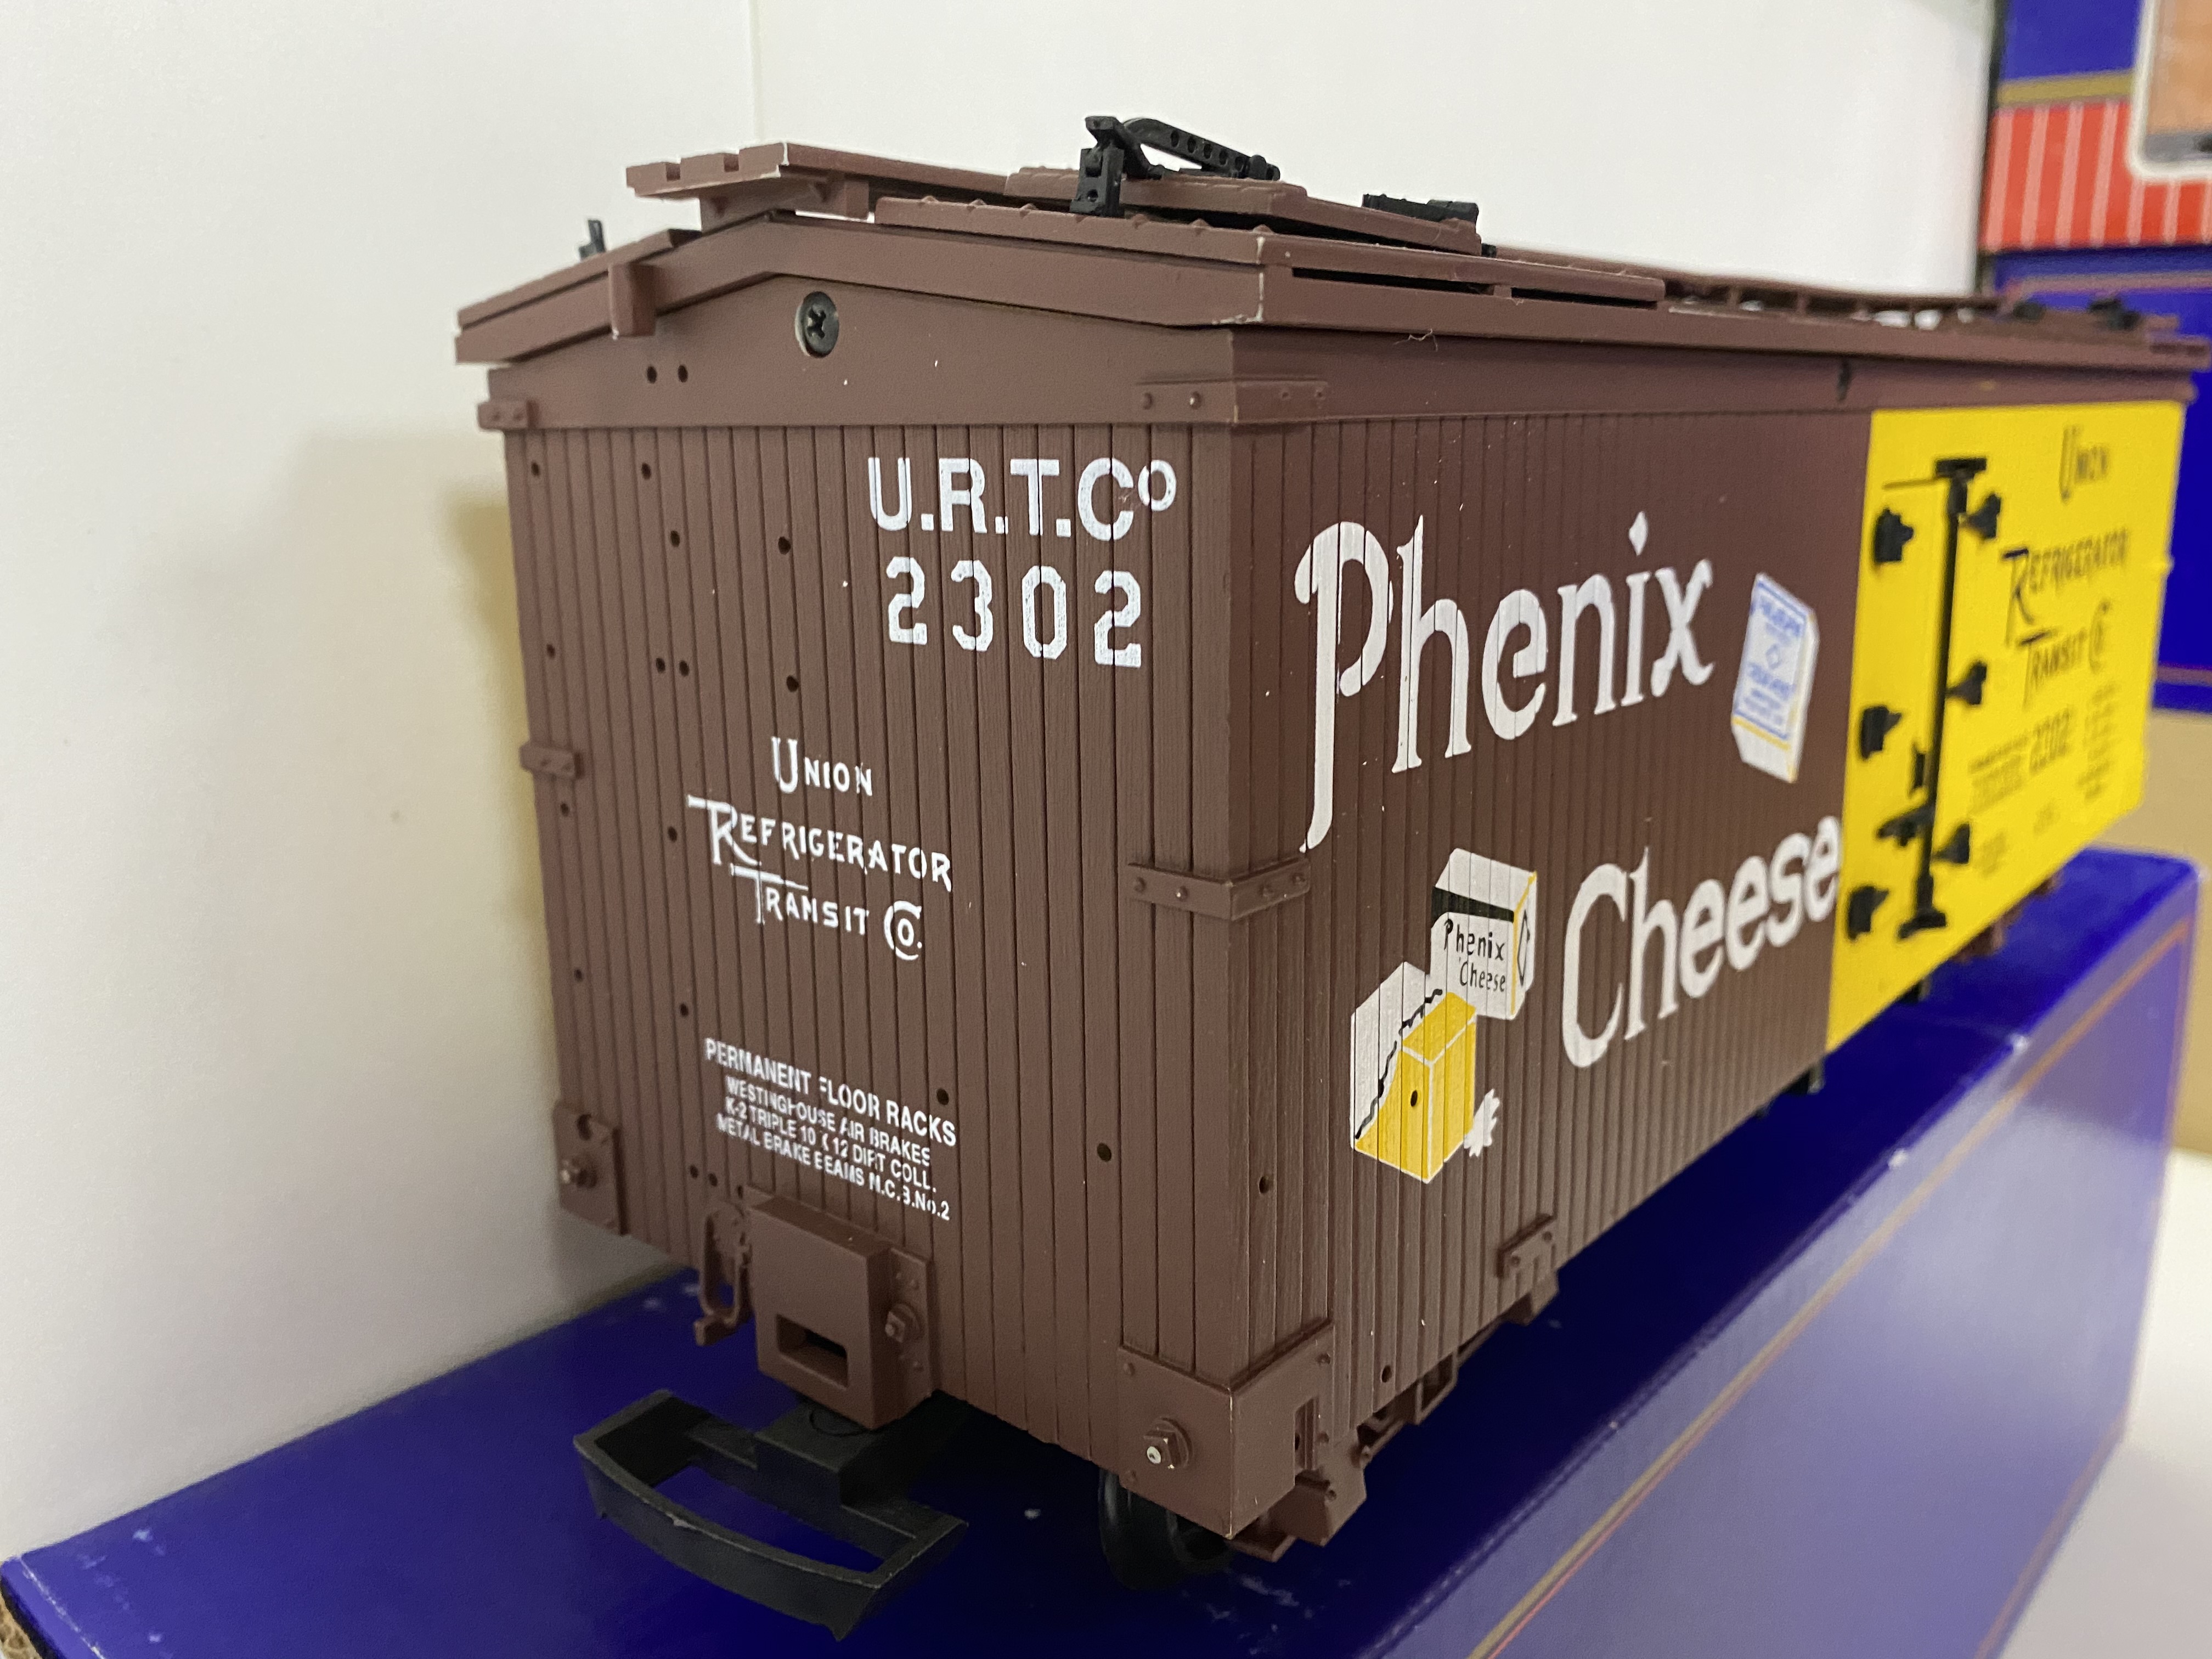 U.R.T.Co
2302
UNION
REFRIGERATOR
TRANSIT Co.
PERMANENT FLOOR RACKS
WESTINGHOUSE AIR BRAKES
K-2 TRIPLE 10 X 12 DIRT COLL.
METAL BRAKE BEAMS M.C.B.No.2
Phenix
Cheese
Phenix
Cheese
UNION
REFRIGERATOR
TRANSIT Co.
2302